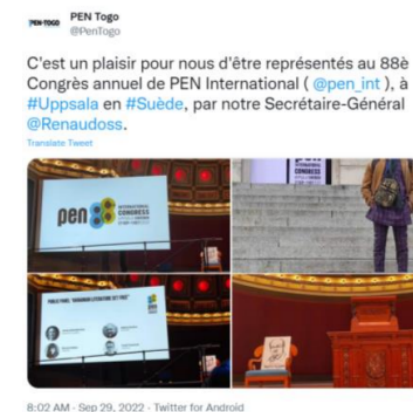 PEN-TOGO
PEN Togo
@PenTogo
C'est un plaisir pour nous d'être représentés au 88è
Congrès annuel de PEN International ( @pen_int ), à
#Uppsala en #Suède, par notre Secrétaire-Général
@Renaudoss.
Translate Tweet
pen
INTERNATIONAL
CONGRESS
8:02 AM · Sep 29, 2022 · Twitter for Android